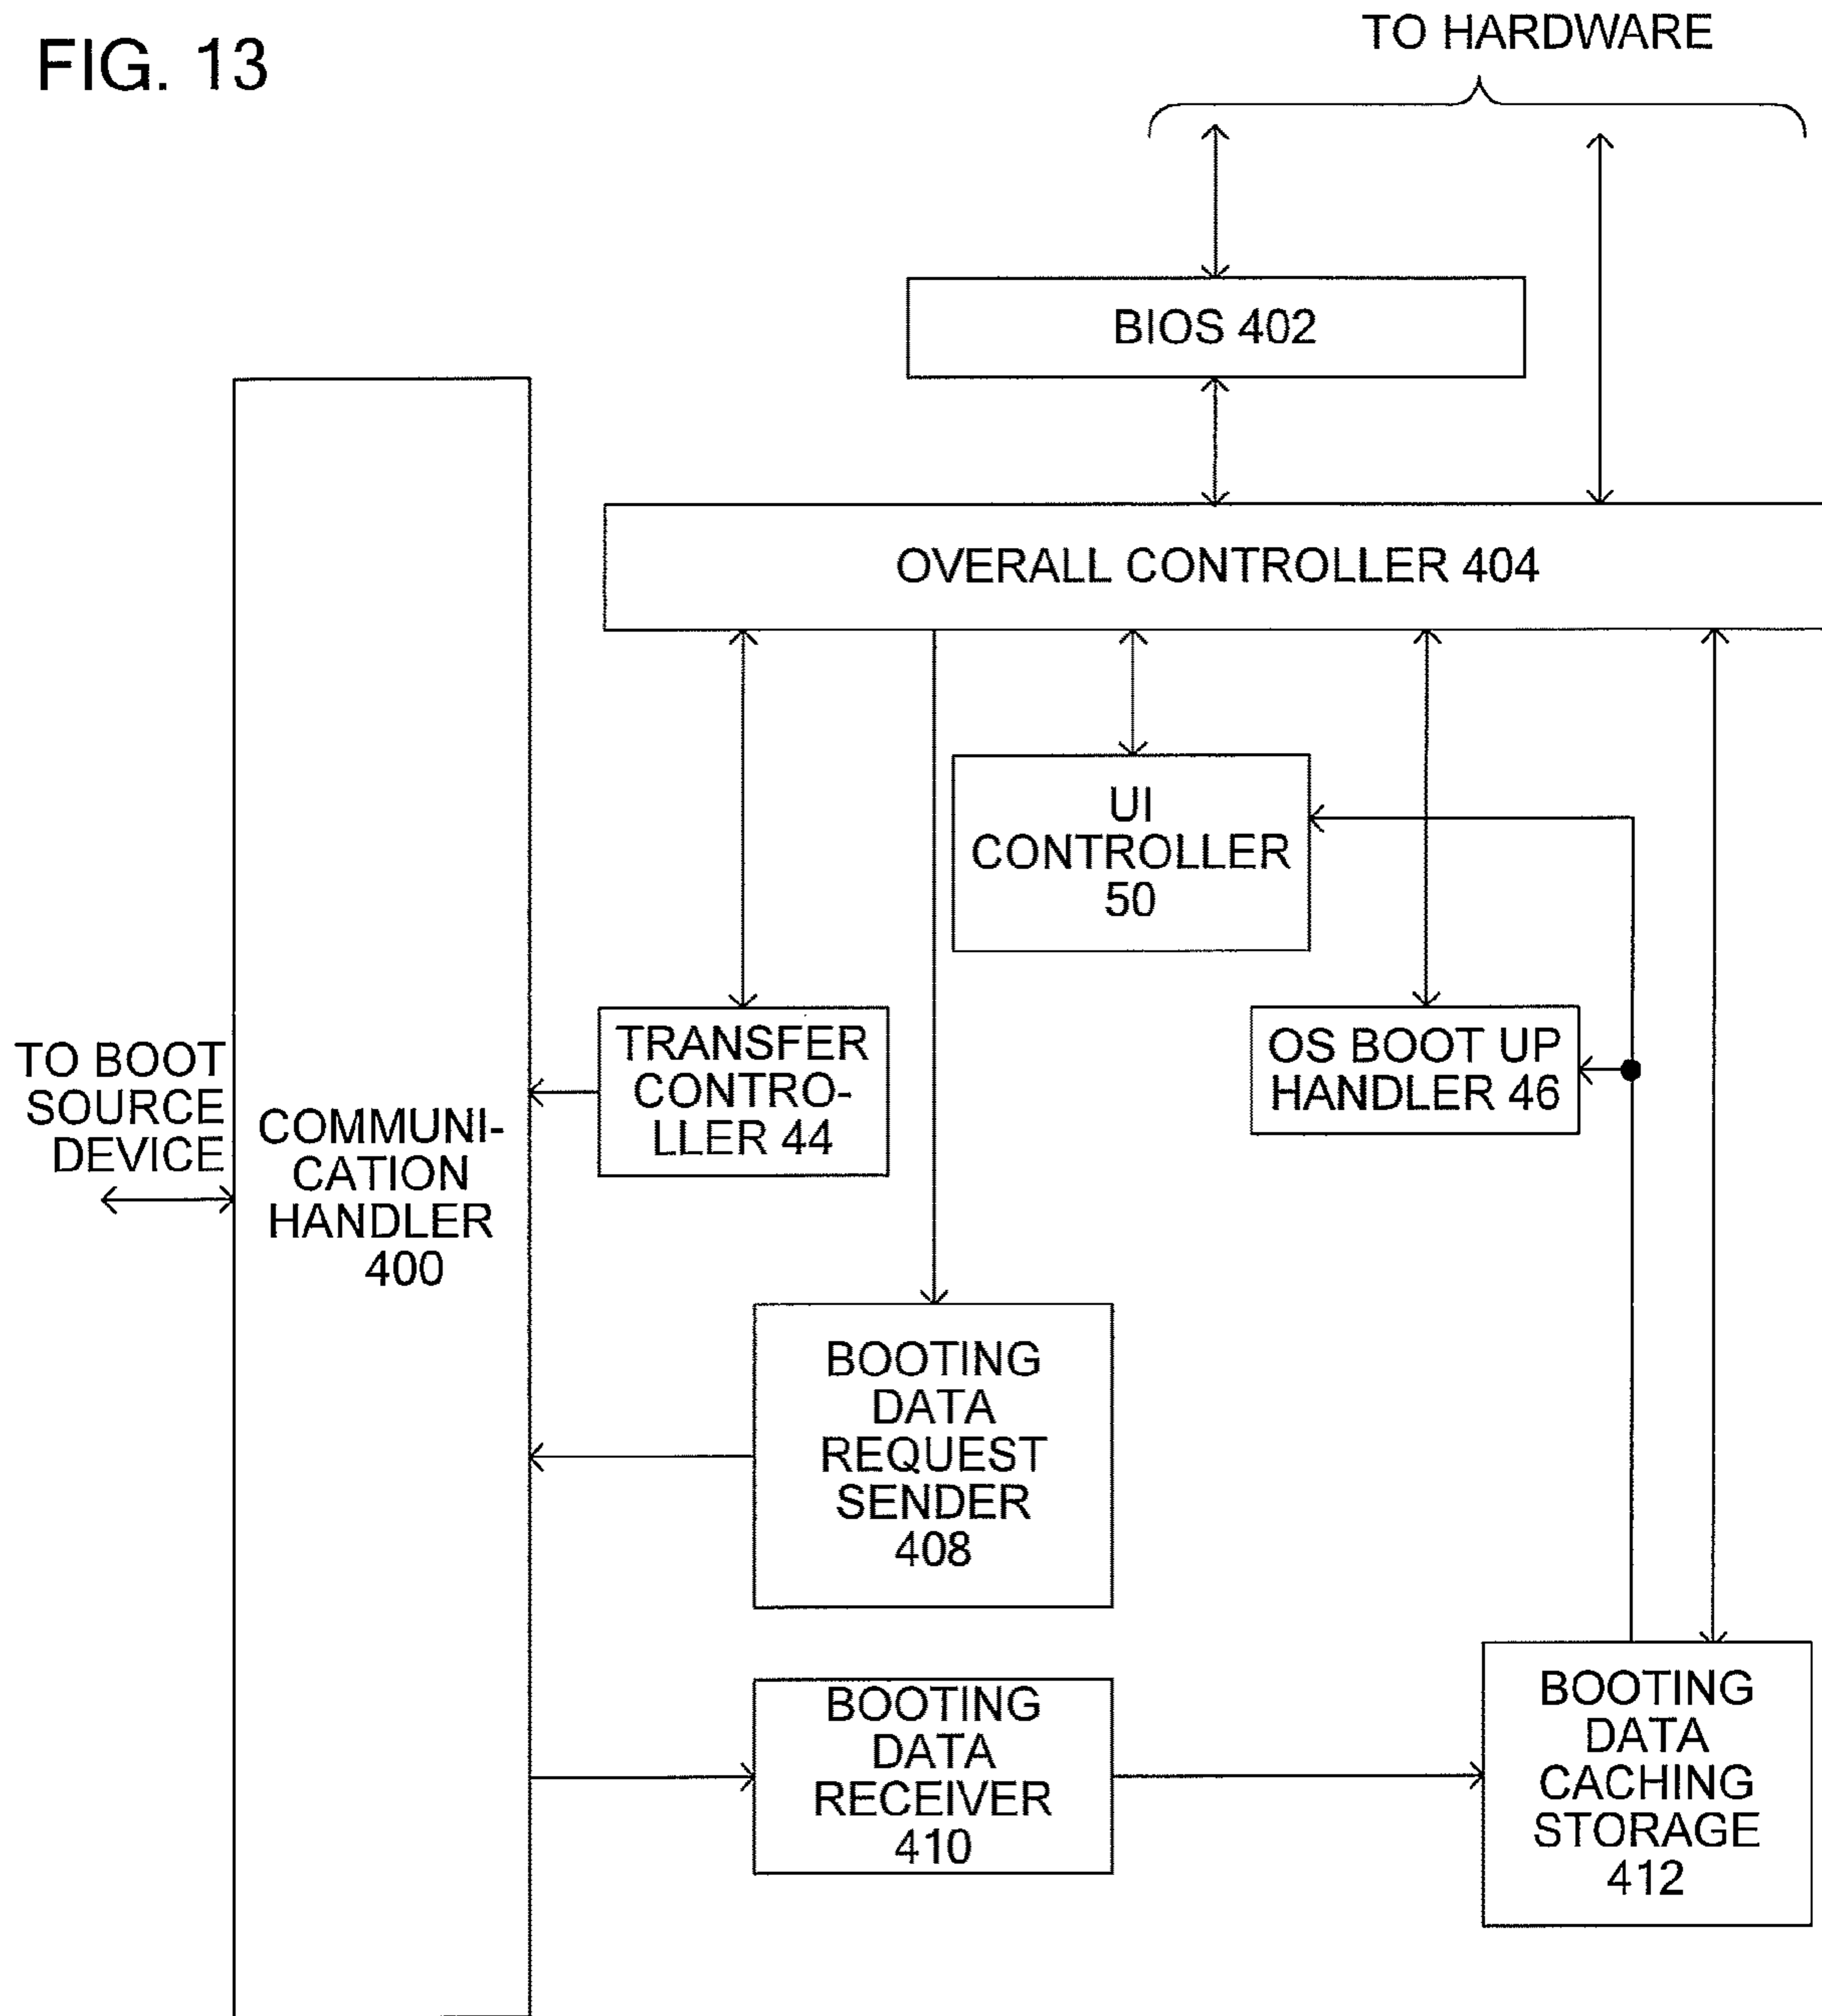 FIG. 13
TO HARDWARE
BIOS 402
OVERALL CONTROLLER 404
UI
CONTROLLER
50
TRANSFER
CONTRO-
LLER 44
OS BOOT UP
HANDLER 46
TO BOOT
SOURCE
DEVICE
COMMUNI-
CATION
HANDLER
400
BOOTING
DATA
REQUEST
SENDER
408
BOOTING
DATA
RECEIVER
410
BOOTING
DATA
CACHING
STORAGE
412